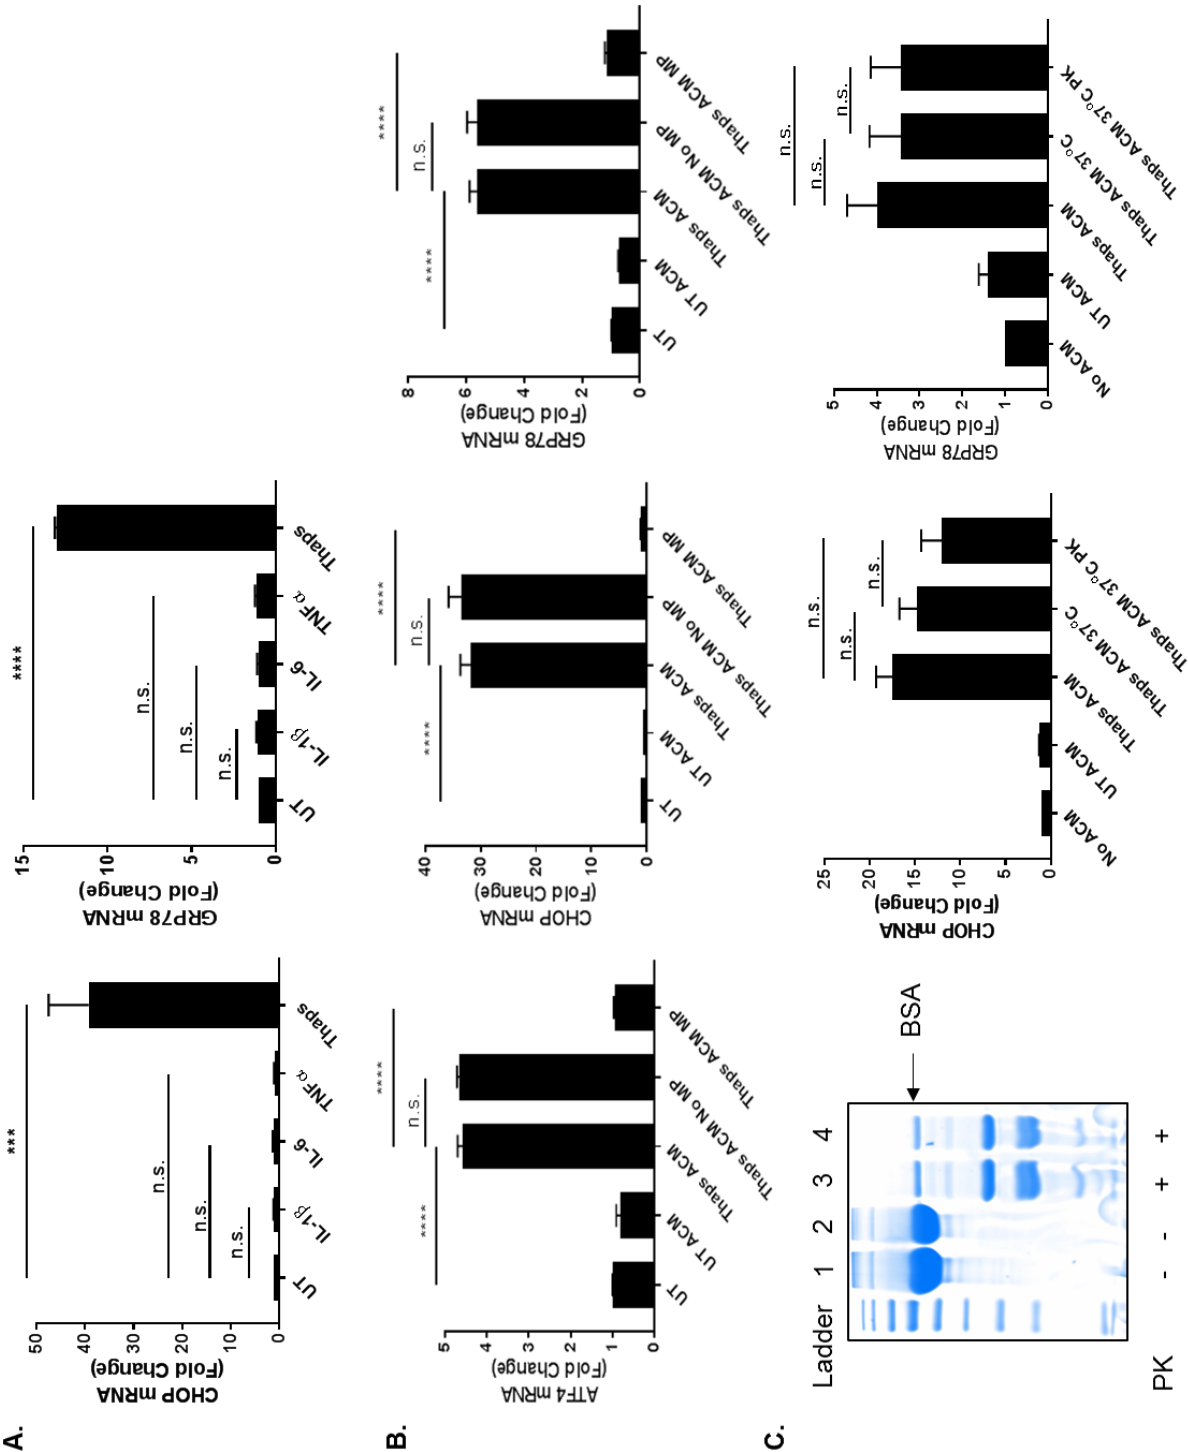 A.
CHOP mRNA
(Fold Change)
50
40
30
20
10
0
***
n.s.
n.s.
n.s.
UT
IL-1β
IL-6
TNFα
Thaps
GRP78 mRNA
(Fold Change)
15
10
5
0
****
n.s.
n.s.
n.s.
UT
IL-1β
IL-6
TNFα
Thaps
B.
ATF4 mRNA
(Fold Change)
5
4
3
2
1
0
****
n.s.
****
UT
UT ACM
Thaps ACM
Thaps ACM No MP
Thaps ACM MP
CHOP mRNA
(Fold Change)
40
30
20
10
0
****
n.s.
****
UT
UT ACM
Thaps ACM
Thaps ACM No MP
Thaps ACM MP
GRP78 mRNA
(Fold Change)
8
6
4
2
0
****
n.s.
****
UT
UT ACM
Thaps ACM
Thaps ACM No MP
Thaps ACM MP
C.
Ladder 1 2 3 4
BSA
PK - - + +
CHOP mRNA
(Fold Change)
25
20
15
10
5
0
n.s.
n.s.
n.s.
No ACM
UT ACM
Thaps ACM
Thaps ACM 37°C
Thaps ACM 37°C PK
GRP78 mRNA
(Fold Change)
5
4
3
2
1
0
n.s.
n.s.
n.s.
No ACM
UT ACM
Thaps ACM
Thaps ACM 37°C
Thaps ACM 37°C PK